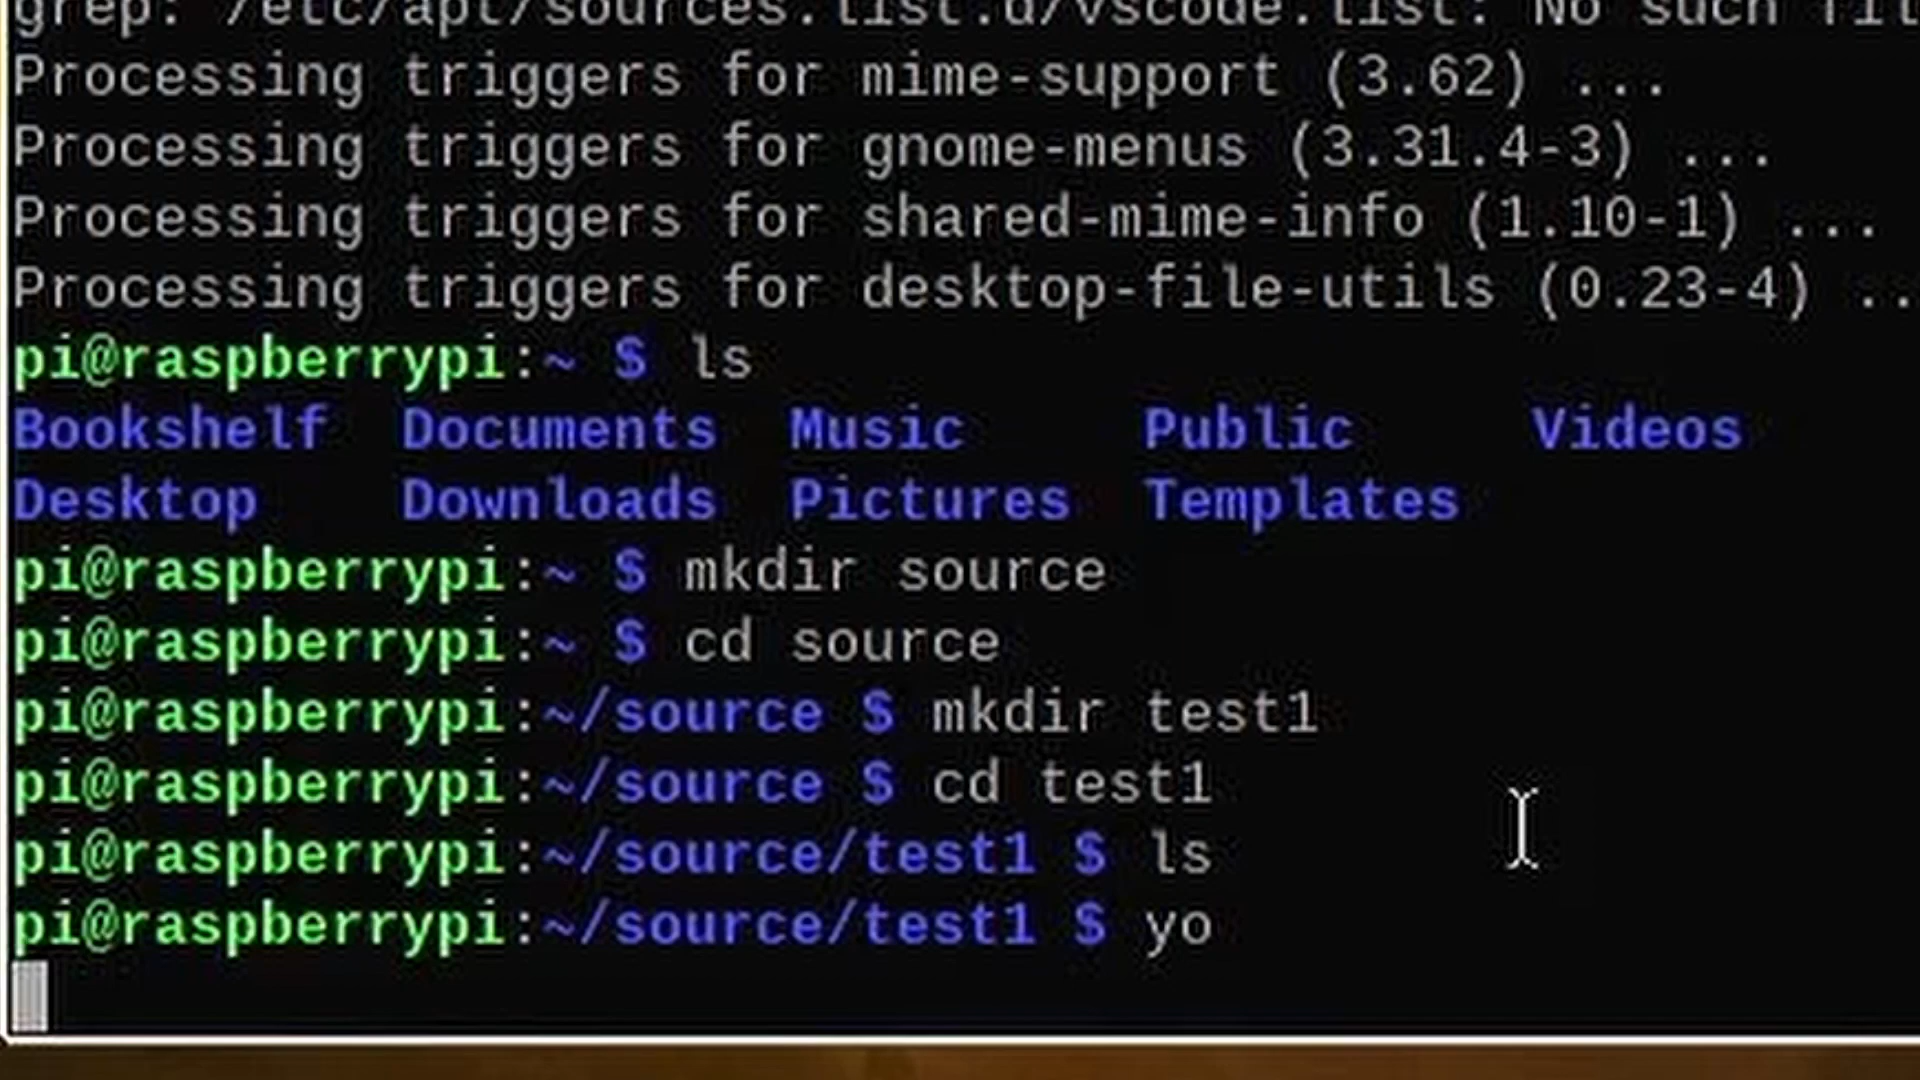 grep: /etc/apt/sources.list.d/vscode.list: No such fil
Processing triggers for mime-support (3.62) ...
Processing triggers for gnome-menus (3.31.4-3) ...
Processing triggers for shared-mime-info (1.10-1) ...
Processing triggers for desktop-file-utils (0.23-4) ..
pi@raspberrypi:~ $ ls
Bookshelf Documents Music Public Videos
Desktop Downloads Pictures Templates
pi@raspberrypi:~ $ mkdir source
pi@raspberrypi:~ $ cd source
pi@raspberrypi:~/source $ mkdir test1
pi@raspberrypi:~/source $ cd test1
pi@raspberrypi:~/source/test1 $ ls
pi@raspberrypi:~/source/test1 $ yo